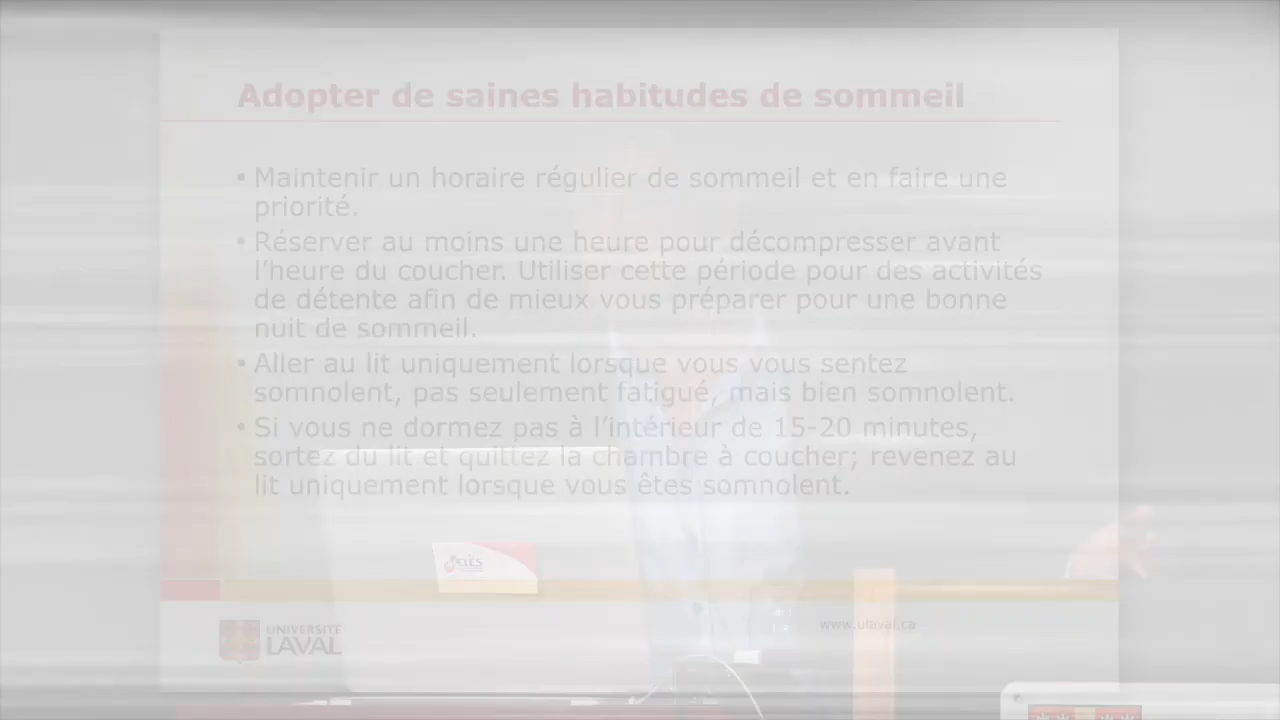 Adopter de saines habitudes de sommeil
• Maintenir un horaire régulier de sommeil et en faire une
priorité.
• Réserver au moins une heure pour décompresser avant
l’heure du coucher. Utiliser cette période pour des activités
de détente afin de mieux vous préparer pour une bonne
nuit de sommeil.
• Aller au lit uniquement lorsque vous vous sentez
somnolent, pas seulement fatigué, mais bien somnolent.
• Si vous ne dormez pas à l’intérieur de 15-20 minutes,
sortez du lit et quittez la chambre à coucher; revenez au
lit uniquement lorsque vous êtes somnolent.
CLÉS
UNIVERSITÉ
LAVAL
www.ulaval.ca